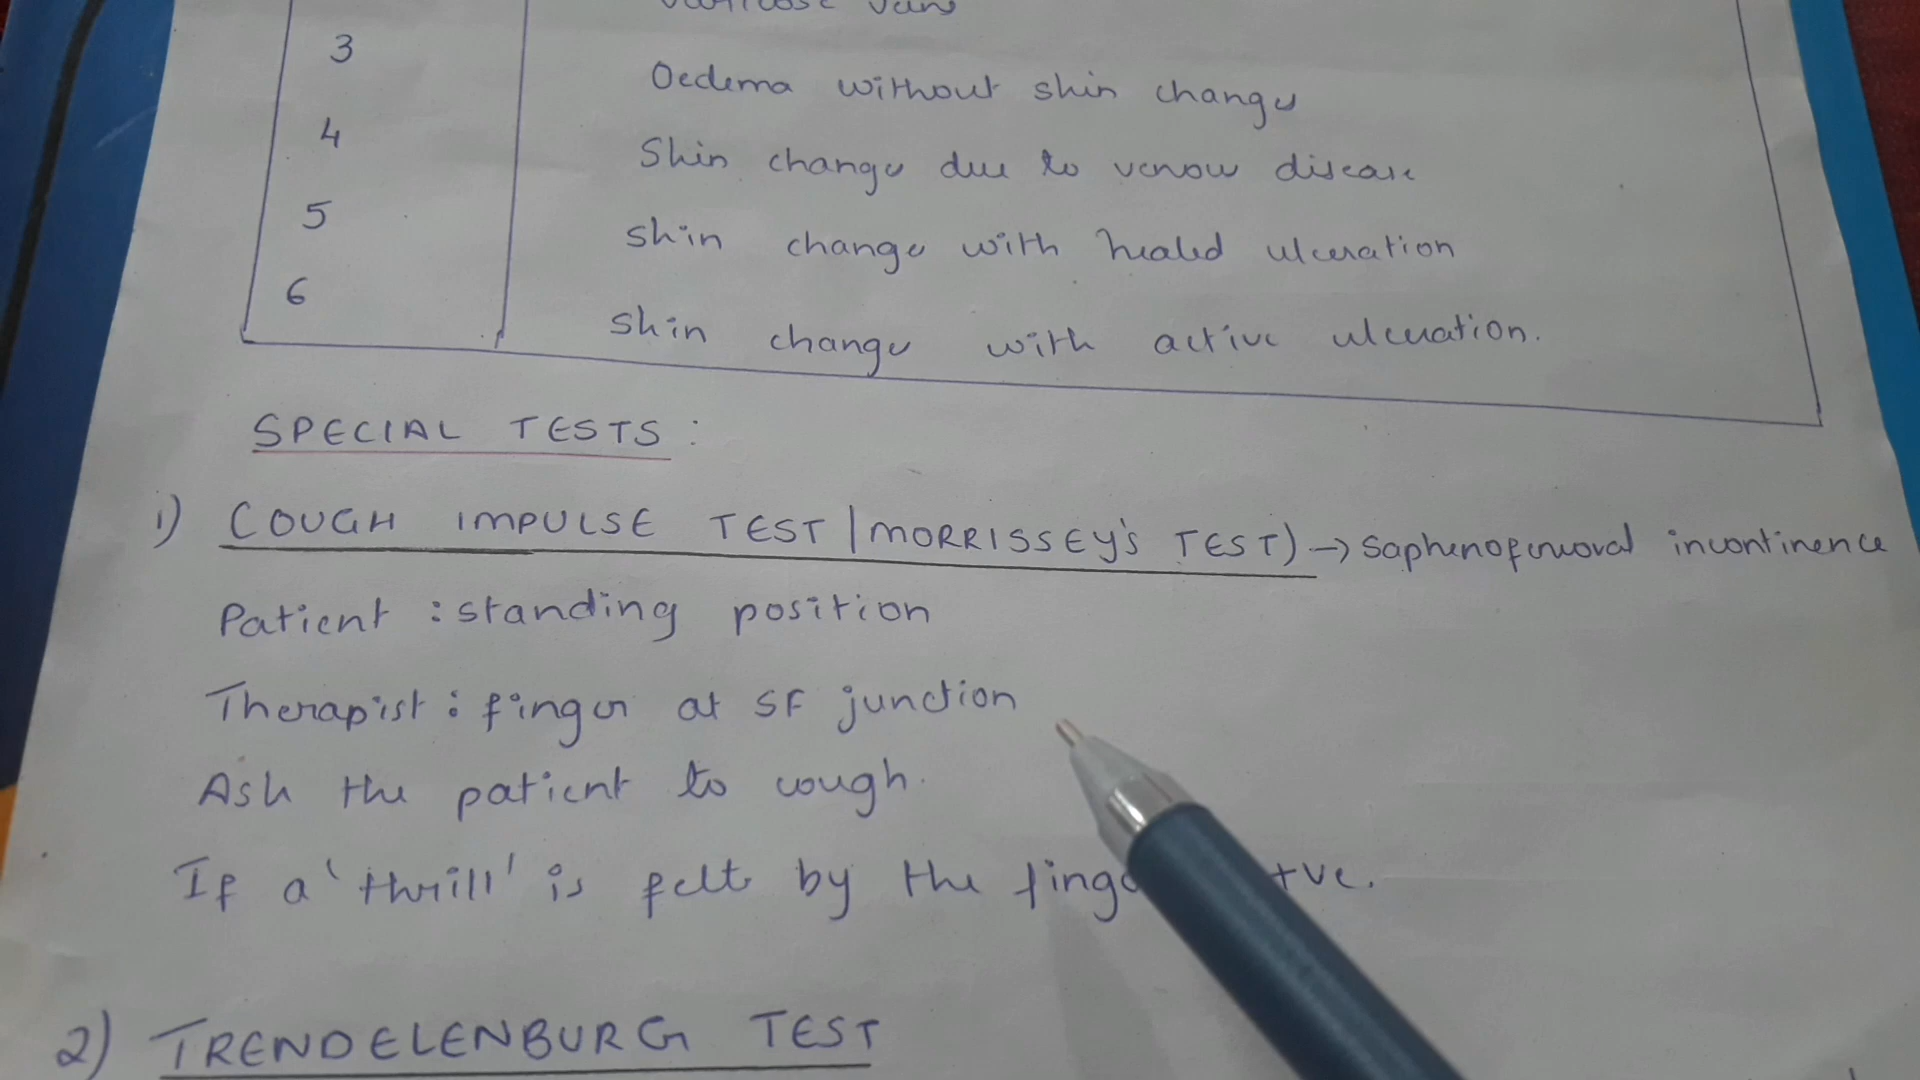 varicose veins
3 Oedema without skin changes
4 Skin changes due to venous disease
5 skin changes with healed ulceration
6 skin changes with active ulceration.
SPECIAL TESTS :
1) COUGH IMPULSE TEST / MORRISSEY'S TEST) → Saphenofemoral incontinence
Patient : standing position
Therapist : finger at SF junction
Ask the patient to cough.
If a 'thrill' is felt by the +ve.
2) TRENDELENBURG TEST